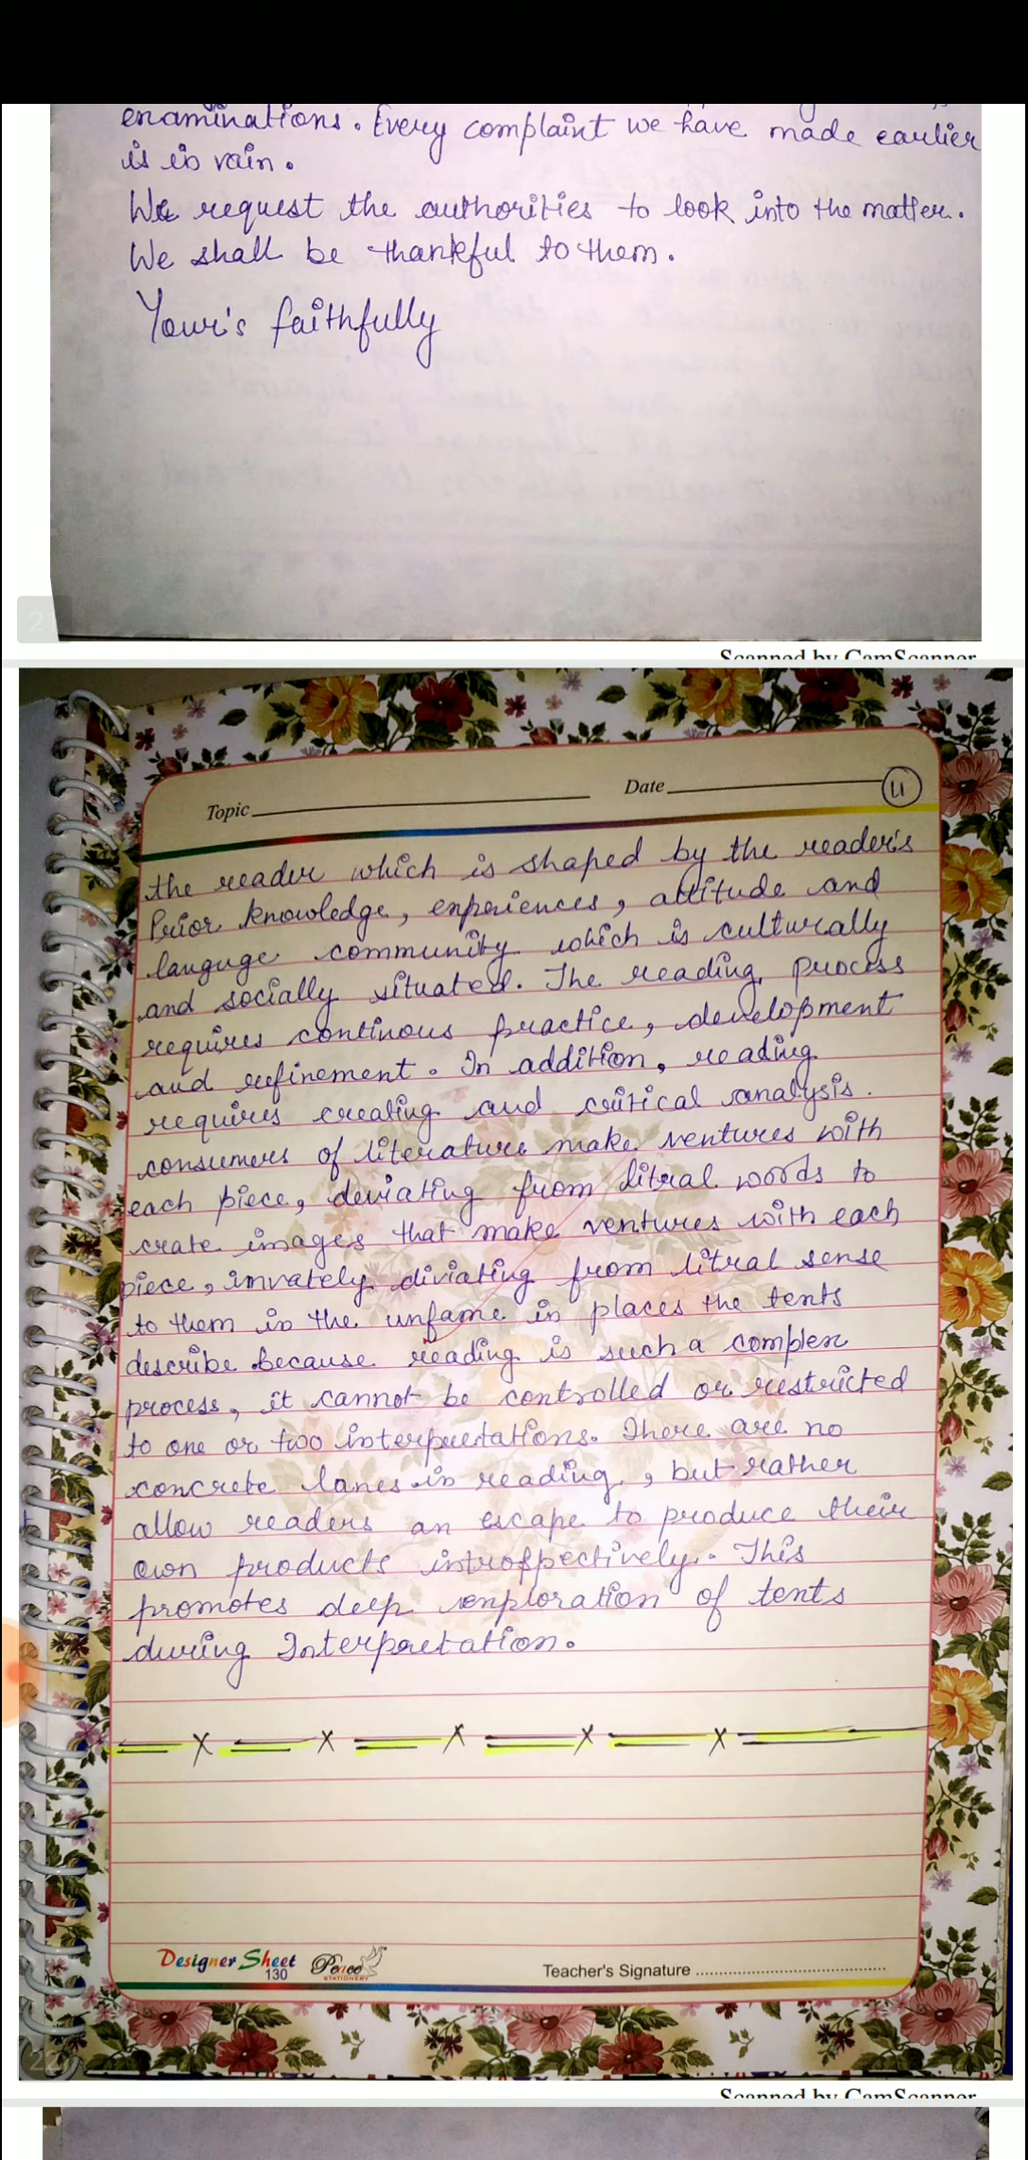 examinations. Every complaint we have made earlier
is in vain.
We request the authorities to look into the matter.
We shall be thankful to them.
Your's faithfully
21
Scanned by CamScanner
Topic
Date
11
the reader which is shaped by the reader's
Prior knowledge, experiences, attitude and
languge community which is culturally
and socially situated. The reading process
requires continous practice, development
and refinement. In addition, reading
requires creating and critical analysis.
consumers of literature make ventures with
each piece, deviating from litral words to
crate images that make ventures with each
piece, invately diviating from litral sense
to them in the unfame in places the texts
describe because reading is such a complex
process, it cannot be controlled or restricted
to one or two interpretations. There are no
concrete lanes in reading, but rather
allow readers an escape to produce their
own products introspectively. This
promotes deep exploration of texts
during Interpretation.
Designer Sheet
130
Peace
STATIONERY
Teacher's Signature
22
Scanned by CamScanner